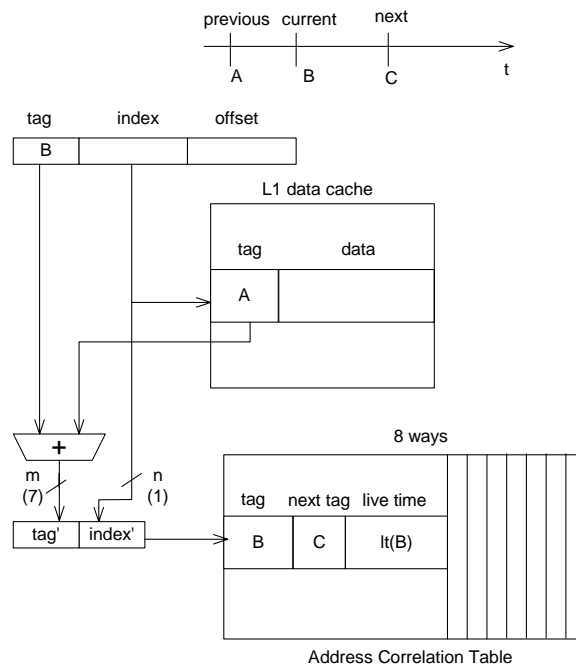 previous current next
A B C t
tag index offset
B
L1 data cache
tag data
A
+
m (7)
n (1)
8 ways
tag next tag live time
tag' index'
B C lt(B)
Address Correlation Table